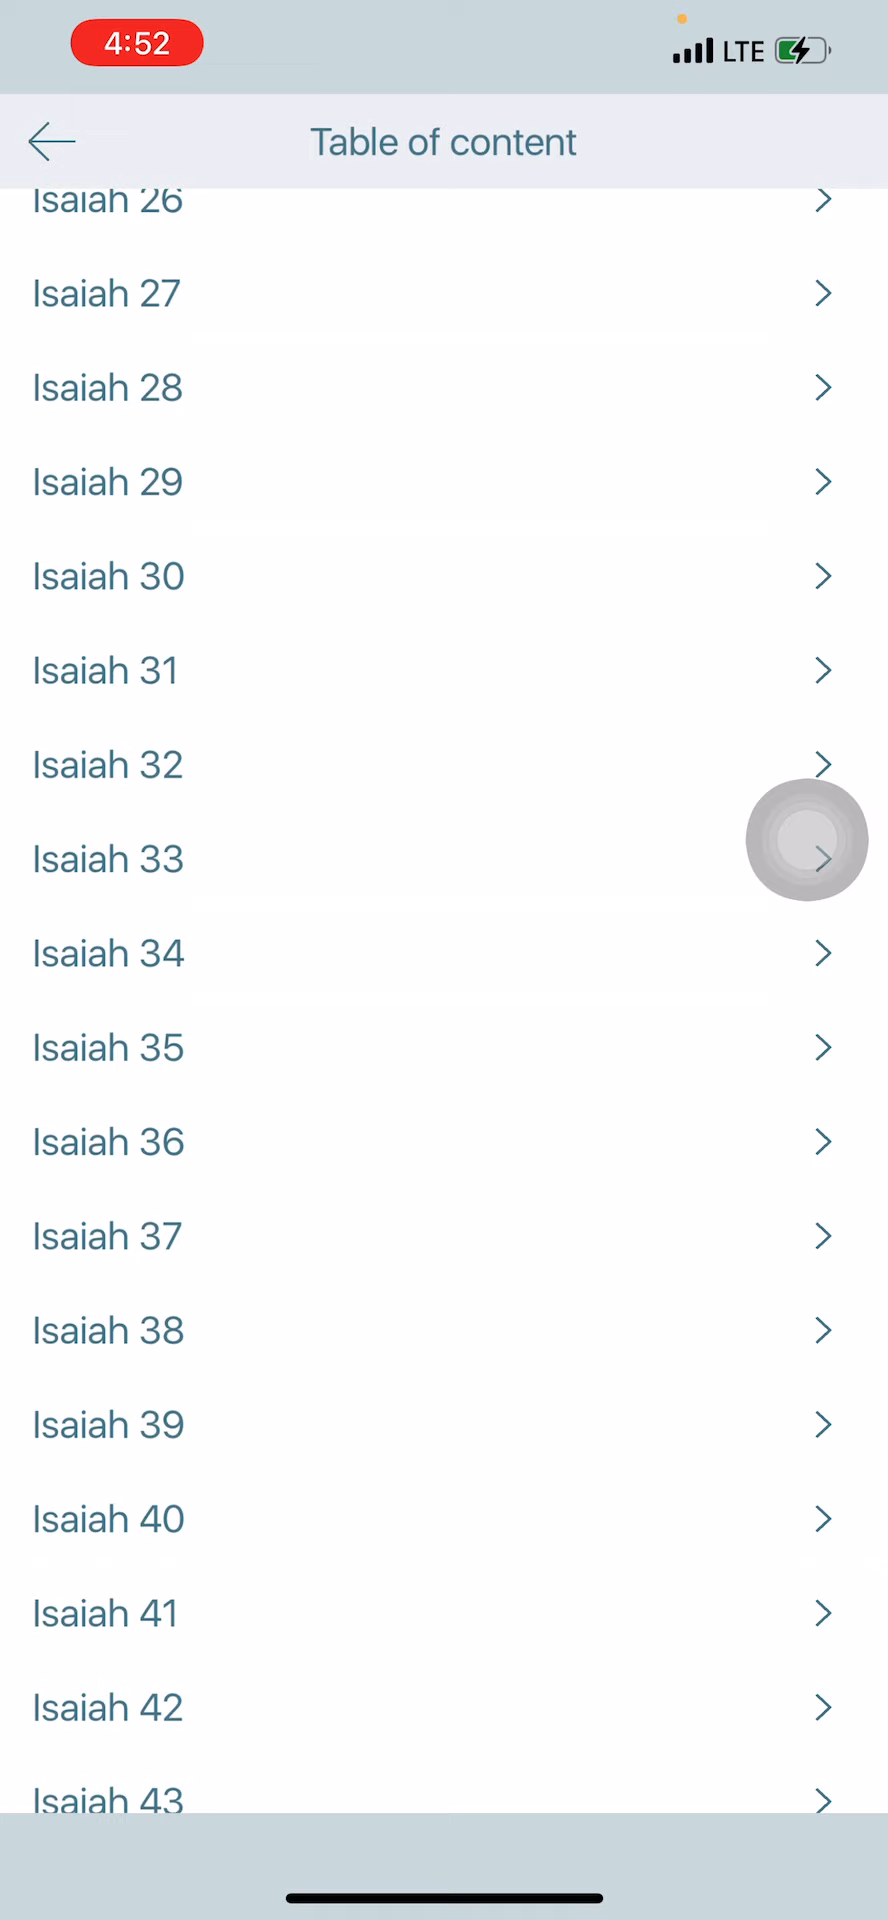 4:52
LTE
Table of content
Isaiah 26
Isaiah 27
Isaiah 28
Isaiah 29
Isaiah 30
Isaiah 31
Isaiah 32
Isaiah 33
Isaiah 34
Isaiah 35
Isaiah 36
Isaiah 37
Isaiah 38
Isaiah 39
Isaiah 40
Isaiah 41
Isaiah 42
Isaiah 43